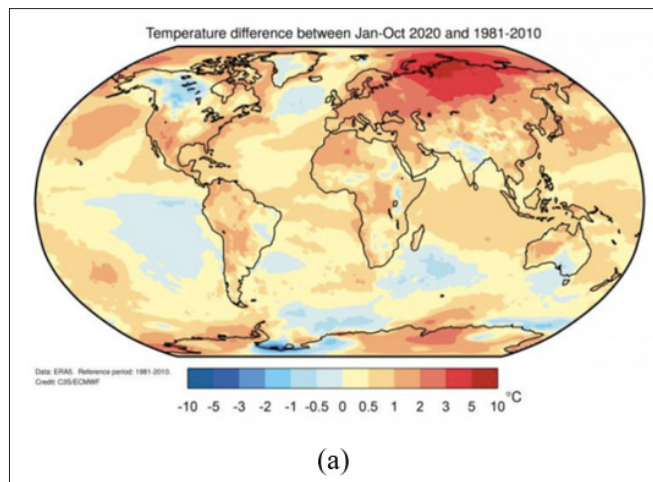 Temperature difference between Jan-Oct 2020 and 1981-2010
Data: ERA5. Reference period: 1981-2010.
Credit: C3S/ECMWF
°C
-10 -5 -3 -2 -1 -0.5 0 0.5 1 2 3 5 10
(a)